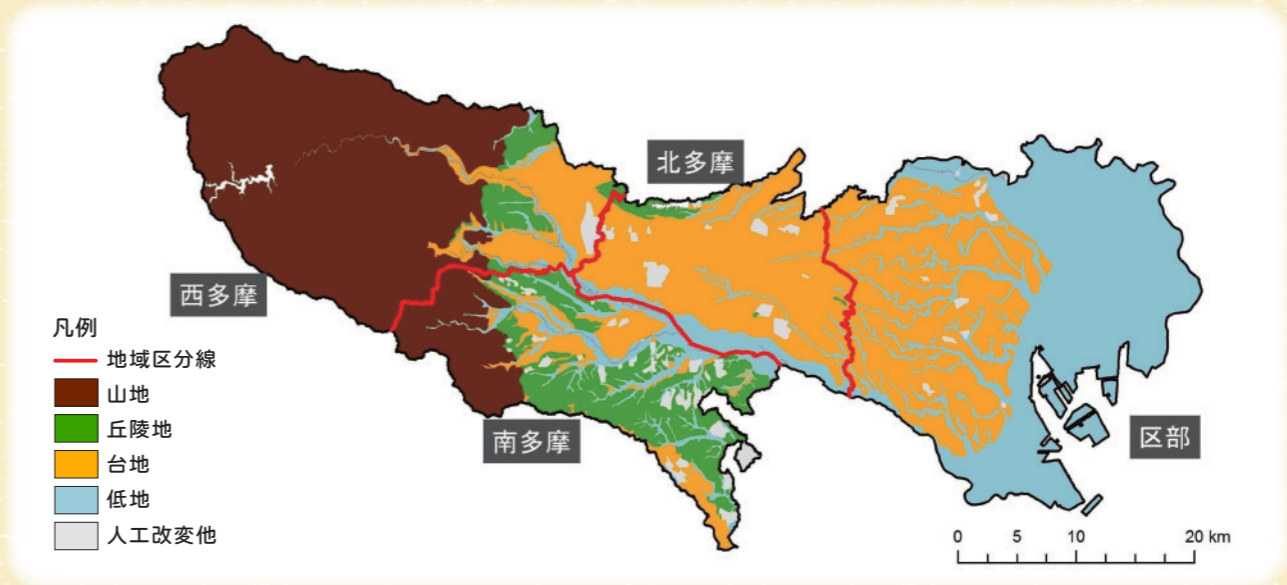 北多摩
西多摩
凡例
地域区分線
山地
丘陵地
台地
低地
人工改変他
南多摩
区部
0 5 10 20 km